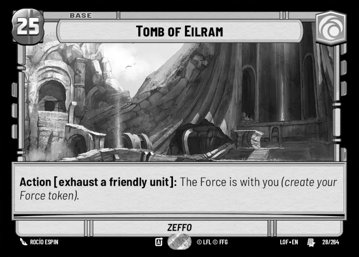 BASE
25
TOMB OF EILRAM
Action [exhaust a friendly unit]: The Force is with you (create your
Force token).
ZEFFO
ROCÍO ESPIN
© LFL © FFG
LOF • EN
28/264